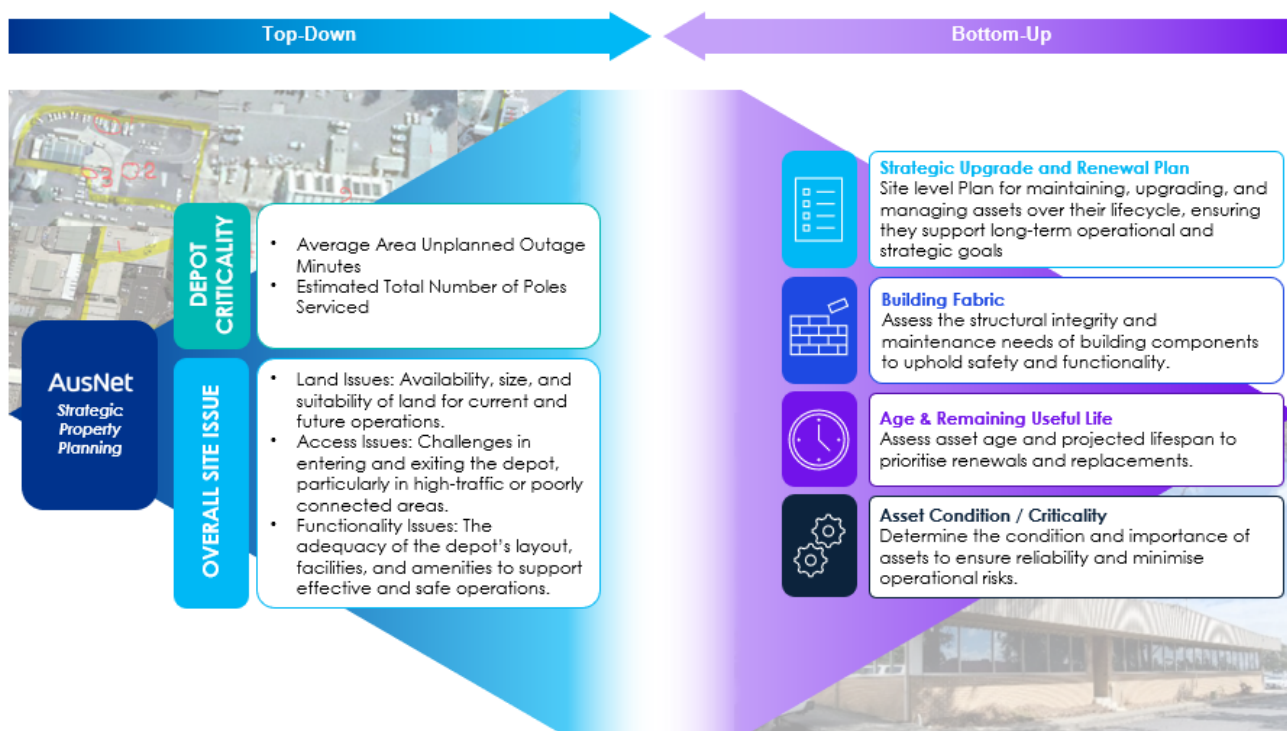 Top-Down
Bottom-Up
AusNet
Strategic
Property
Planning
DEPOT
CRITICALITY
• Average Area Unplanned Outage
Minutes
• Estimated Total Number of Poles
Serviced
OVERALL SITE ISSUE
• Land Issues: Availability, size, and
suitability of land for current and
future operations.
• Access Issues: Challenges in
entering and exiting the depot,
particularly in high-traffic or poorly
connected areas.
• Functionality Issues: The
adequacy of the depot's layout,
facilities, and amenities to support
effective and safe operations.
Strategic Upgrade and Renewal Plan
Site level Plan for maintaining, upgrading, and
managing assets over their lifecycle, ensuring
they support long-term operational and
strategic goals
Building Fabric
Assess the structural integrity and
maintenance needs of building components
to uphold safety and functionality.
Age & Remaining Useful Life
Assess asset age and projected lifespan to
prioritise renewals and replacements.
Asset Condition / Criticality
Determine the condition and importance of
assets to ensure reliability and minimise
operational risks.